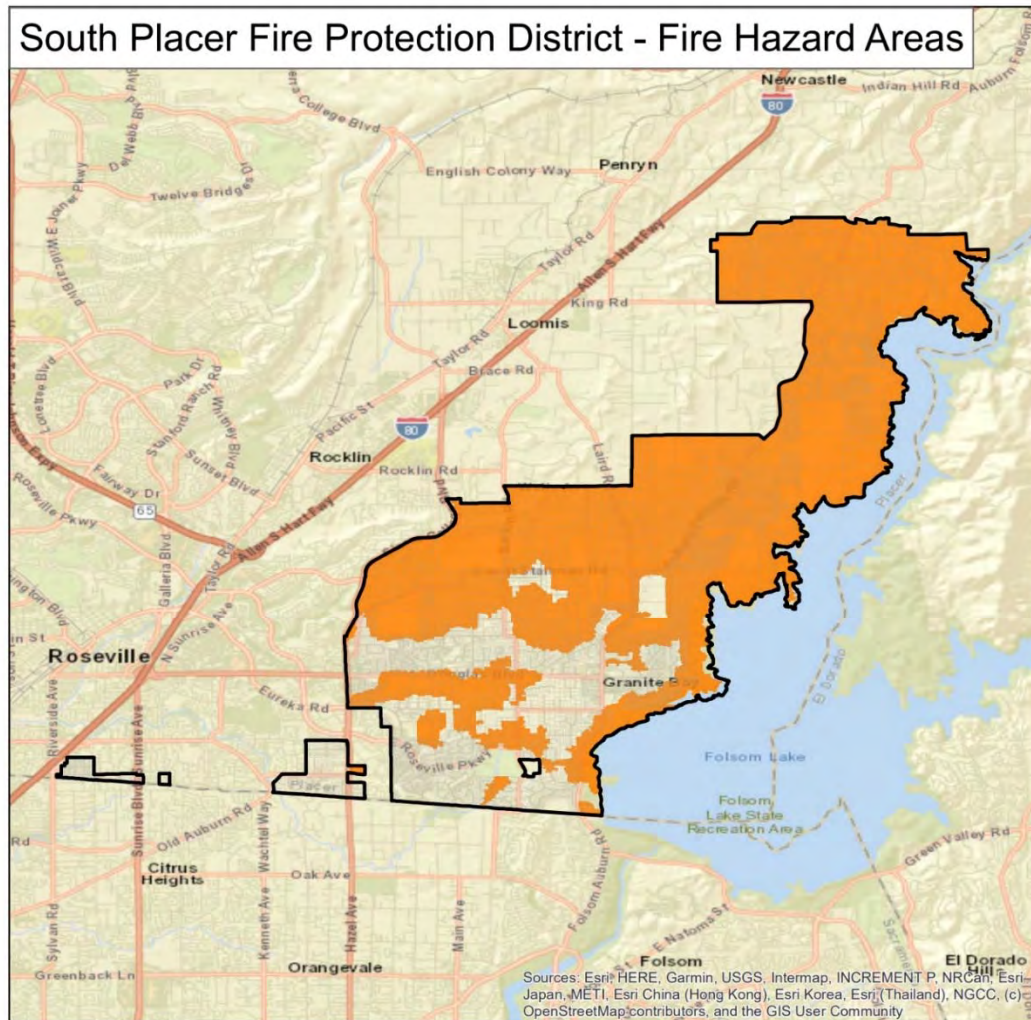 South Placer Fire Protection District - Fire Hazard Areas
Newcastle
Indian Hill Rd
80
Penryn
English Colony Way
Del Webb Blvd
Twelve Bridges Dr
E Joiner Pkwy
Taylor Rd
Allen S Hart Fwy
King Rd
Loomis
Taylor Rd
Brace Rd
Park Dr
Stanford Ranch Rd
Whitney Blvd
Pacific St
80
Lonetree Blvd
Rocklin
Sunset Blvd
Rocklin Rd
Laird R
Fairway Dr
Roseville Pkwy
65
Allen S Hart Fwy
Galleria Blvd
Taylor Rd
Placer
El Dorado
N Sunrise Ave
Roseville
Granite Bay
Eureka Rd
Riverside Ave
Sunrise Ave
Roseville Pkwy
Folsom Lake
Placer
Folsom
Lake State
Recreation Area
Sunrise Blvd
Old Auburn Rd
Wachtel Way
Green Valley Rd
Citrus
Heights
Oak Ave
Folsom Auburn Rd
Sylvan Rd
Kenneth Ave
Hazel Ave
Main Ave
E Natoma St
Orangevale
Folsom
El Dorado
Hills
Greenback Ln
Sources: Esri, HERE, Garmin, USGS, Intermap, INCREMENT P, NRCan, Esri
Japan, METI, Esri China (Hong Kong), Esri Korea, Esri (Thailand), NGCC, (c)
OpenStreetMap contributors, and the GIS User Community